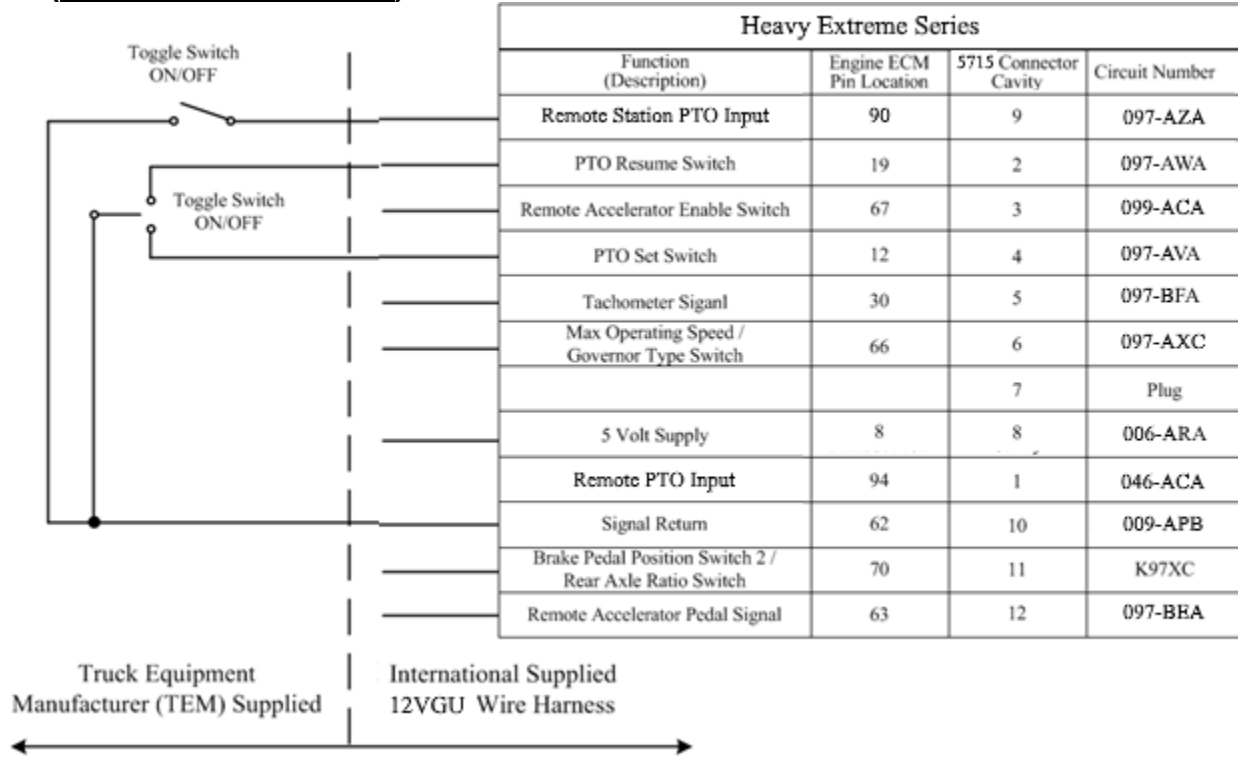 Heavy Extreme Series
Toggle Switch
ON/OFF
Function
(Description)
Engine ECM
Pin Location
5715 Connector
Cavity
Circuit Number
Remote Station PTO Input 90 9 097-AZA
PTO Resume Switch 19 2 097-AWA
Toggle Switch
ON/OFF
Remote Accelerator Enable Switch 67 3 099-ACA
PTO Set Switch 12 4 097-AVA
Tachometer Siganl 30 5 097-BFA
Max Operating Speed /
Governor Type Switch 66 6 097-AXC
7 Plug
5 Volt Supply 8 8 006-ARA
Remote PTO Input 94 1 046-ACA
Signal Return 62 10 009-APB
Brake Pedal Position Switch 2 /
Rear Axle Ratio Switch 70 11 K97XC
Remote Accelerator Pedal Signal 63 12 097-BEA
Truck Equipment
Manufacturer (TEM) Supplied
International Supplied
12VGU Wire Harness